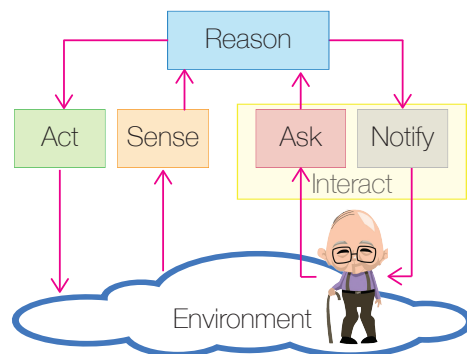 Reason
Act
Sense
Ask
Notify
Interact
Environment